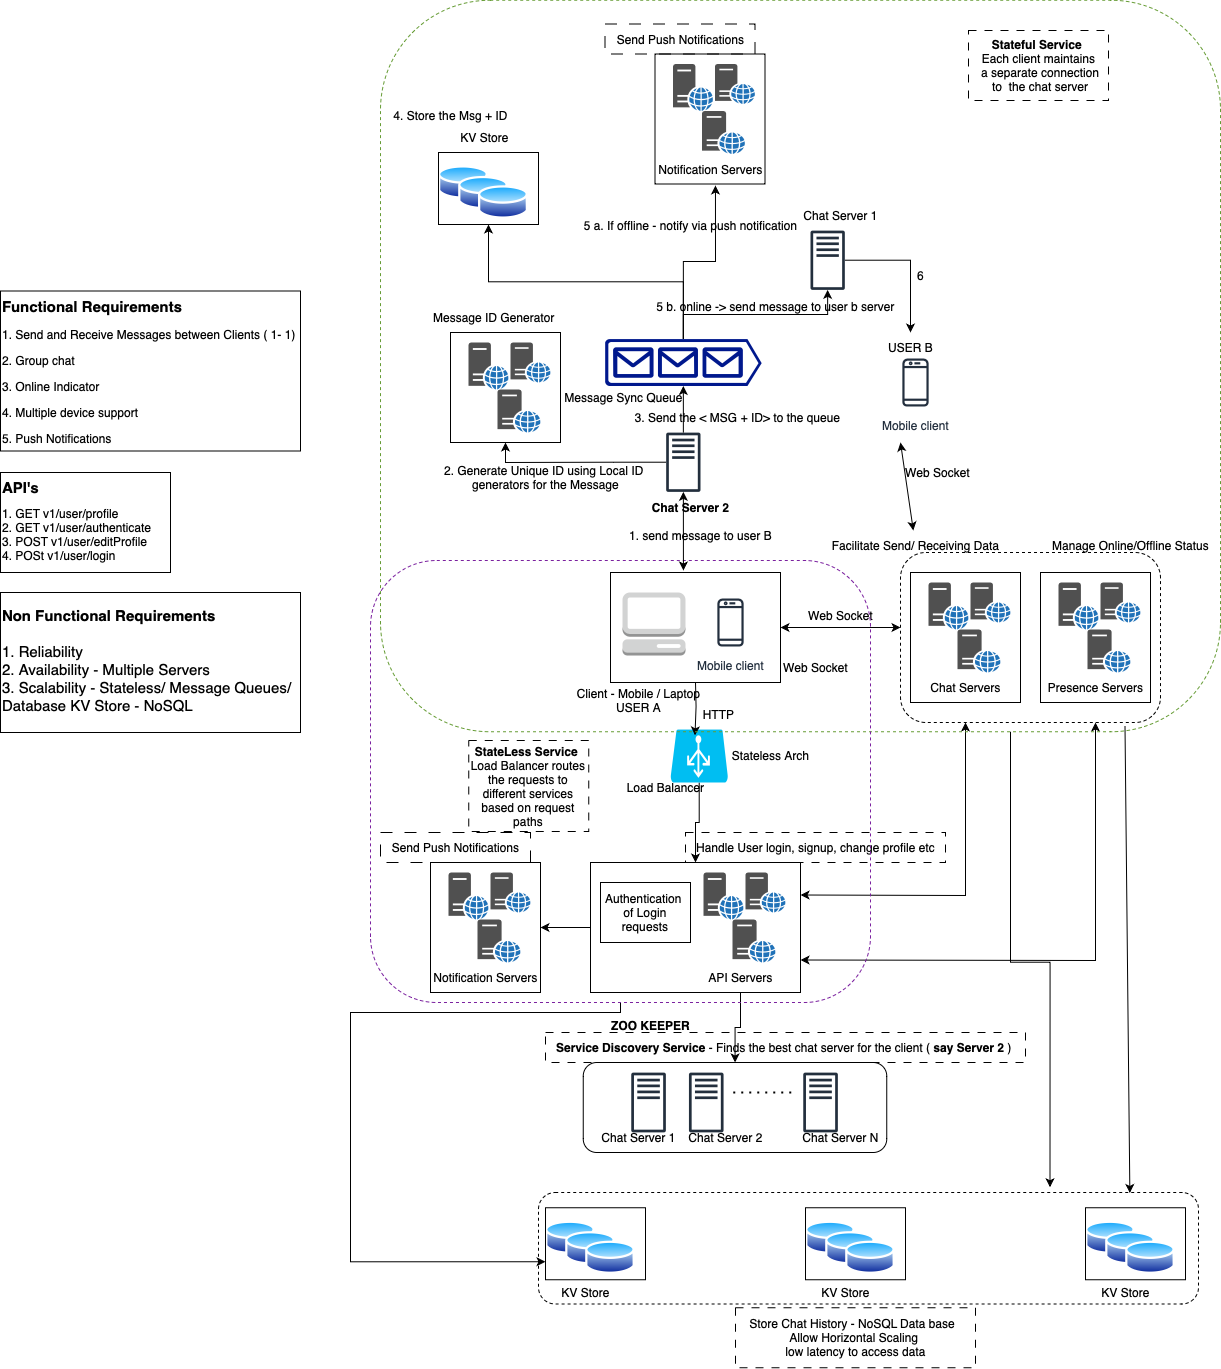 Send Push Notifications
Stateful Service
Each client maintains
a separate connection
to the chat server
4. Store the Msg + ID
KV Store
Notification Servers
5 a. If offline - notify via push notification
Chat Server 1
6
5 b. online -> send message to user b server
Functional Requirements
1. Send and Receive Messages between Clients ( 1- 1)
2. Group chat
3. Online Indicator
4. Multiple device support
5. Push Notifications
Message ID Generator
USER B
Mobile client
Message Sync Queue
3. Send the < MSG + ID> to the queue
2. Generate Unique ID using Local ID
generators for the Message
Web Socket
API's
1. GET v1/user/profile
2. GET v1/user/authenticate
3. POST v1/user/editProfile
4. POSt v1/user/login
Chat Server 2
1. send message to user B
Facilitate Send/ Receiving Data
Manage Online/Offline Status
Non Functional Requirements
1. Reliability
2. Availability - Multiple Servers
3. Scalability - Stateless/ Message Queues/
Database KV Store - NoSQL
Web Socket
Mobile client
Web Socket
Chat Servers
Presence Servers
Client - Mobile / Laptop
USER A
HTTP
Stateless Arch
Load Balancer
StateLess Service
Load Balancer routes
the requests to
different services
based on request
paths
Send Push Notifications
Handle User login, signup, change profile etc
Authentication
of Login
requests
Notification Servers
API Servers
ZOO KEEPER
Service Discovery Service - Finds the best chat server for the client ( say Server 2 )
Chat Server 1
Chat Server 2
Chat Server N
KV Store
KV Store
KV Store
Store Chat History - NoSQL Data base
Allow Horizontal Scaling
low latency to access data